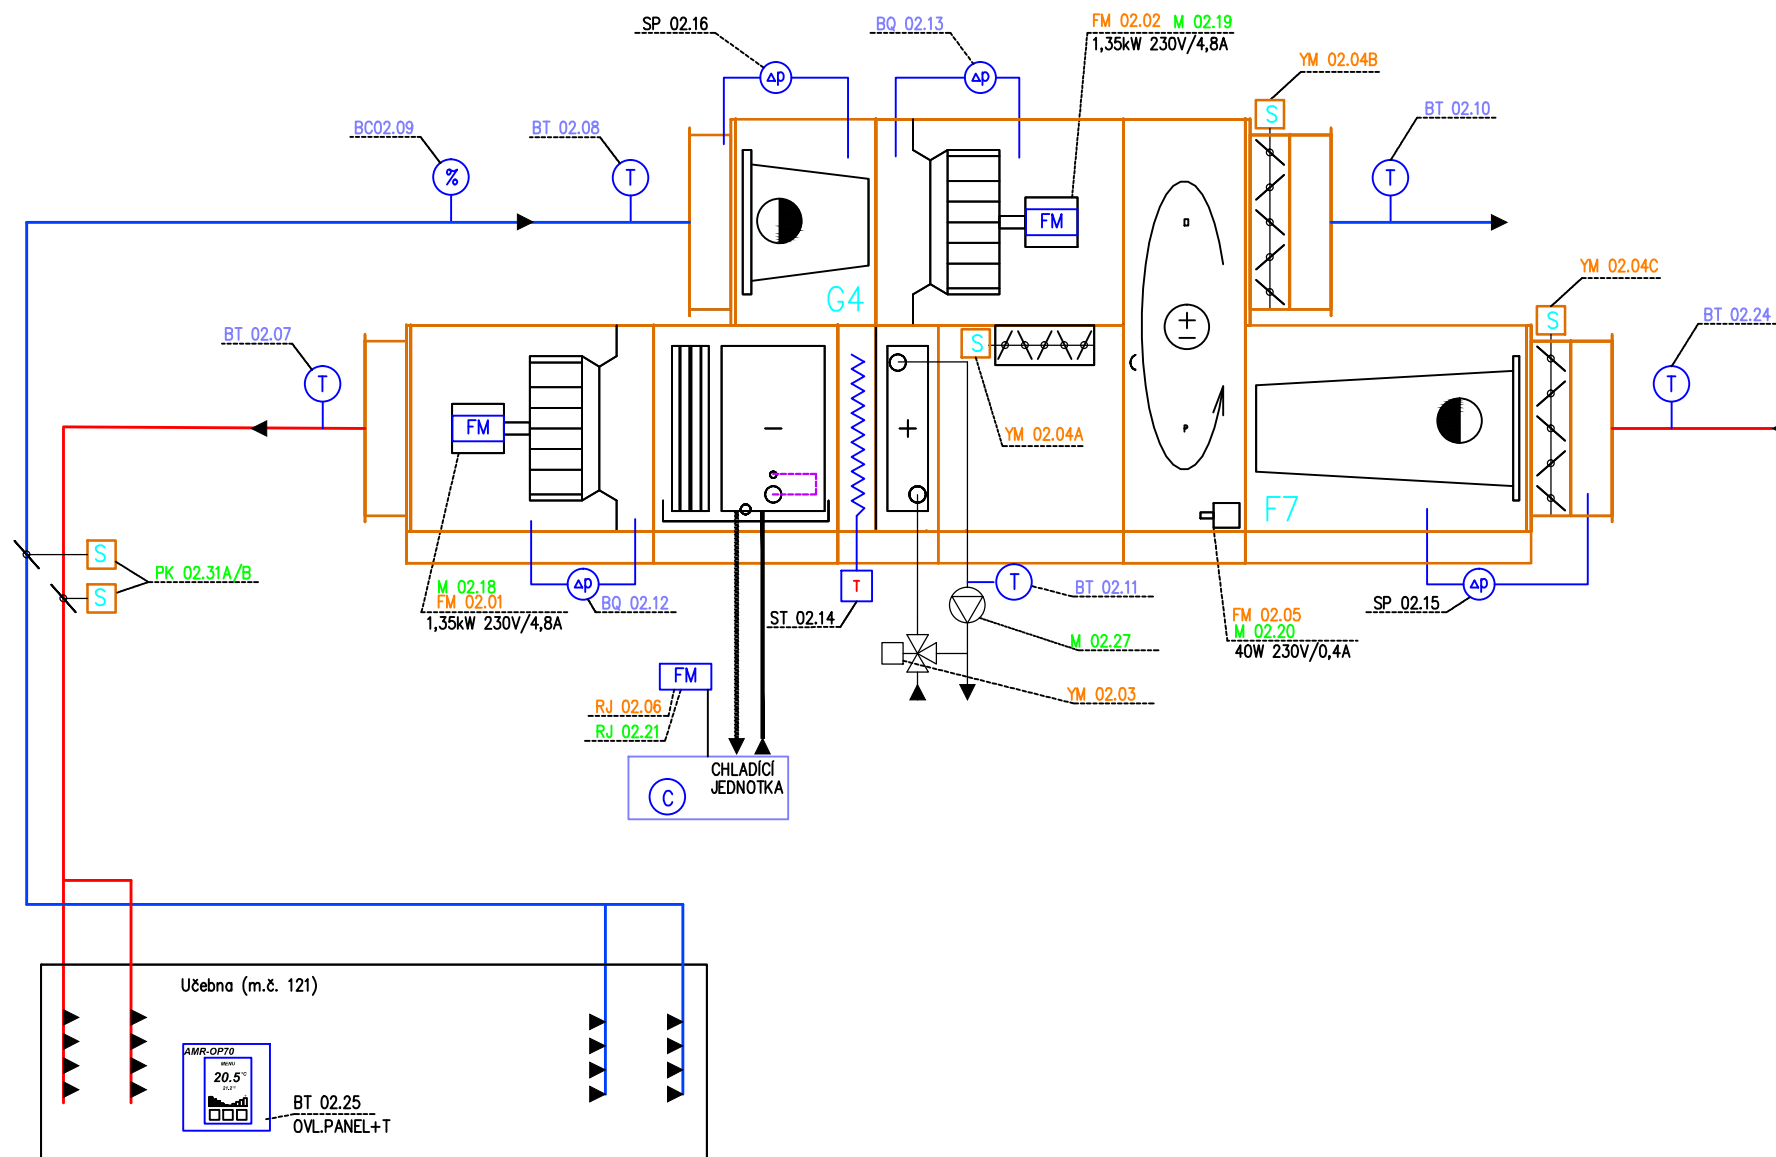 SP 02.16
BQ 02.13
FM 02.02 M 02.19
1,35kW 230V/4,8A
YM 02.04B
Δp
Δp
S
BC02.09
BT 02.08
BT 02.10
%
T
T
FM
G4
YM 02.04C
BT 02.07
BT 02.24
S
S
T
T
FM
YM 02.04A
F7
S
S
PK 02.31A/B
M 02.18
FM 02.01
1,35kW 230V/4,8A
Δp
BQ 02.12
T
ST 02.14
T
BT 02.11
Δp
SP 02.15
FM 02.05
M 02.20
40W 230V/0,4A
M 02.27
FM
RJ 02.06
RJ 02.21
YM 02.03
C
CHLADÍCÍ
JEDNOTKA
Učebna (m.č. 121)
AMR-OP70
MENU
20.5°C
BT 02.25
OVL.PANEL+T